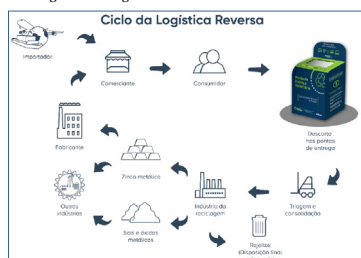 Ciclo da Logística Reversa
Importador
Comerciante
Consumidor
Descarte
nos pontos
de entrega
Fabricante
Zinco metálico
Outras
indústrias
Sais e óxidos
metálicos
Indústria da
reciclagem
Triagem e
consolidação
Rejeitos
(Disposição final